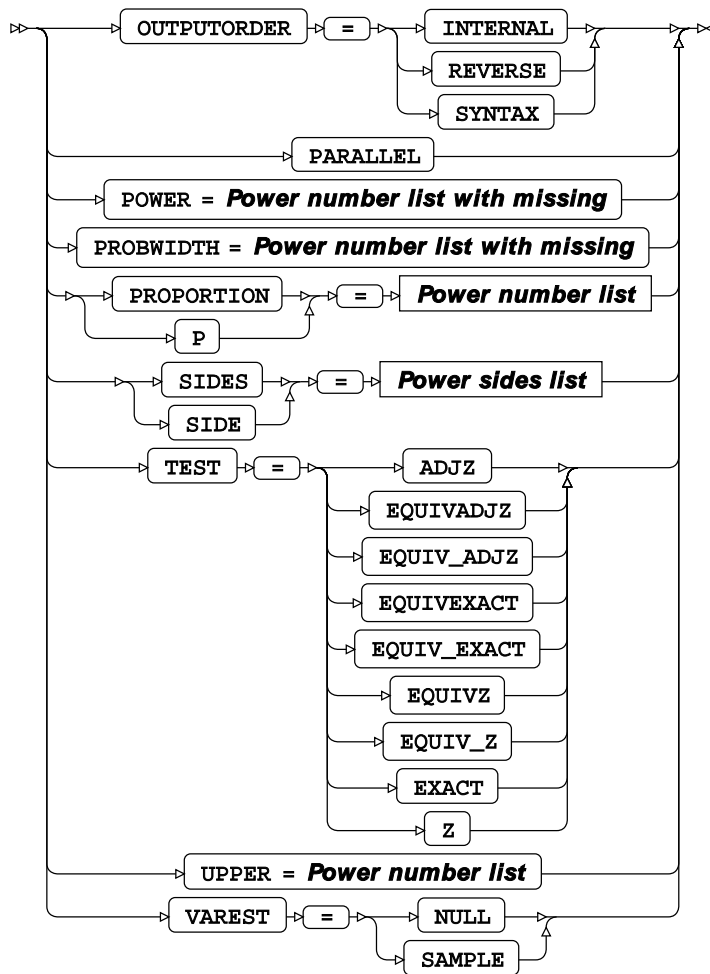 OUTPUTORDER = INTERNAL
REVERSE
SYNTAX
PARALLEL
POWER = Power number list with missing
PROBWIDTH = Power number list with missing
PROPORTION = Power number list
P
SIDES = Power sides list
SIDE
TEST = ADJZ
EQUIVADJZ
EQUIV_ADJZ
EQUIVEXACT
EQUIV_EXACT
EQUIVZ
EQUIV_Z
EXACT
Z
UPPER = Power number list
VAREST = NULL
SAMPLE